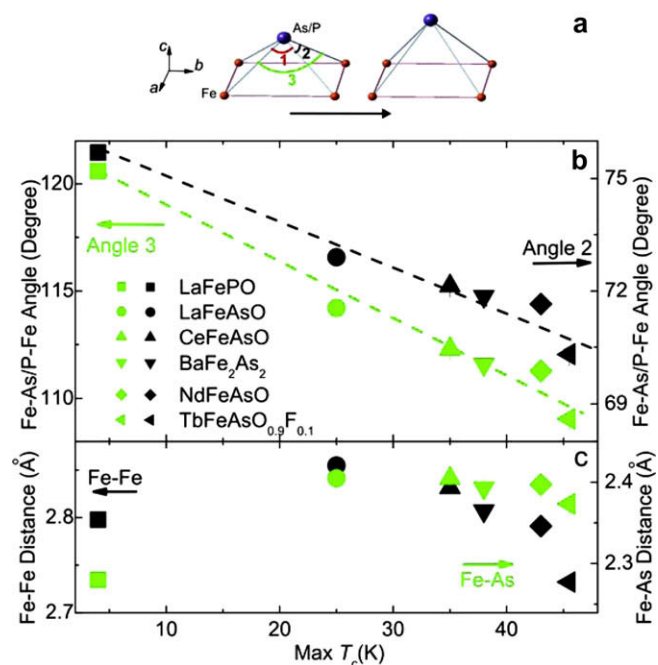 a
As/P
c
b
a
Fe
1
2
3
b
Fe-As/P-Fe Angle (Degree)
120
115
110
75
72
69
Fe-As/P-Fe Angle (Degree)
Angle 3
Angle 2
LaFePO
LaFeAsO
CeFeAsO
BaFe₂As₂
NdFeAsO
TbFeAsO₀.₉F₀.₁
c
Fe-Fe Distance (Å)
2.8
2.7
Fe-Fe
Fe-As
2.4
2.3
Fe-As Distance (Å)
10
20
30
40
Max Tc(K)